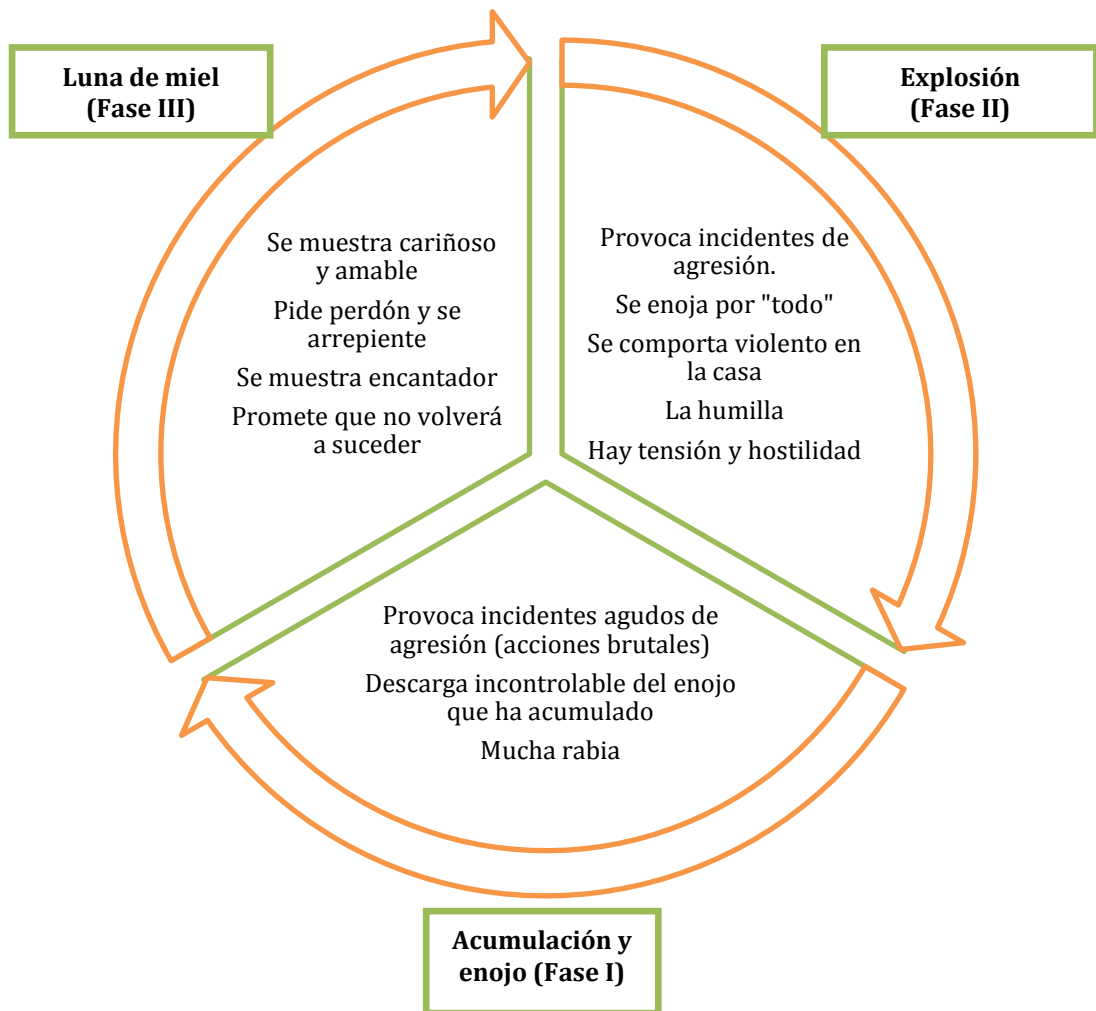 Luna de miel
(Fase III)
Explosión
(Fase II)
Se muestra cariñoso
y amable
Pide perdón y se
arrepiente
Se muestra encantador
Promete que no volverá
a suceder
Provoca incidentes de
agresión.
Se enoja por "todo"
Se comporta violento en
la casa
La humilla
Hay tensión y hostilidad
Provoca incidentes agudos de
agresión (acciones brutales)
Descarga incontrolable del enojo
que ha acumulado
Mucha rabia
Acumulación y
enojo (Fase I)